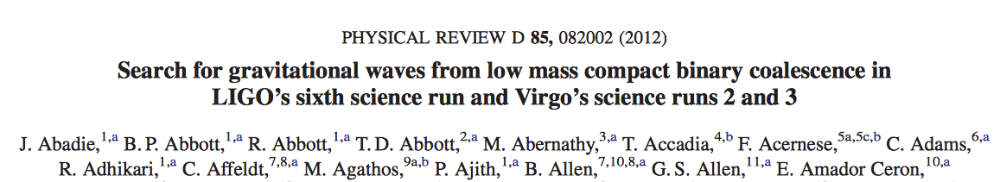 PHYSICAL REVIEW D 85, 082002 (2012)
Search for gravitational waves from low mass compact binary coalescence in
LIGO's sixth science run and Virgo's science runs 2 and 3
J. Abadie,1,a B. P. Abbott,1,a R. Abbott,1,a T. D. Abbott,2,a M. Abernathy,3,a T. Accadia,4,b F. Acernese,5a,5c,b C. Adams,6,a
R. Adhikari,1,a C. Affeldt,7,8,a M. Agathos,9a,b P. Ajith,1,a B. Allen,7,10,8,a G. S. Allen,11,a E. Amador Ceron,10,a